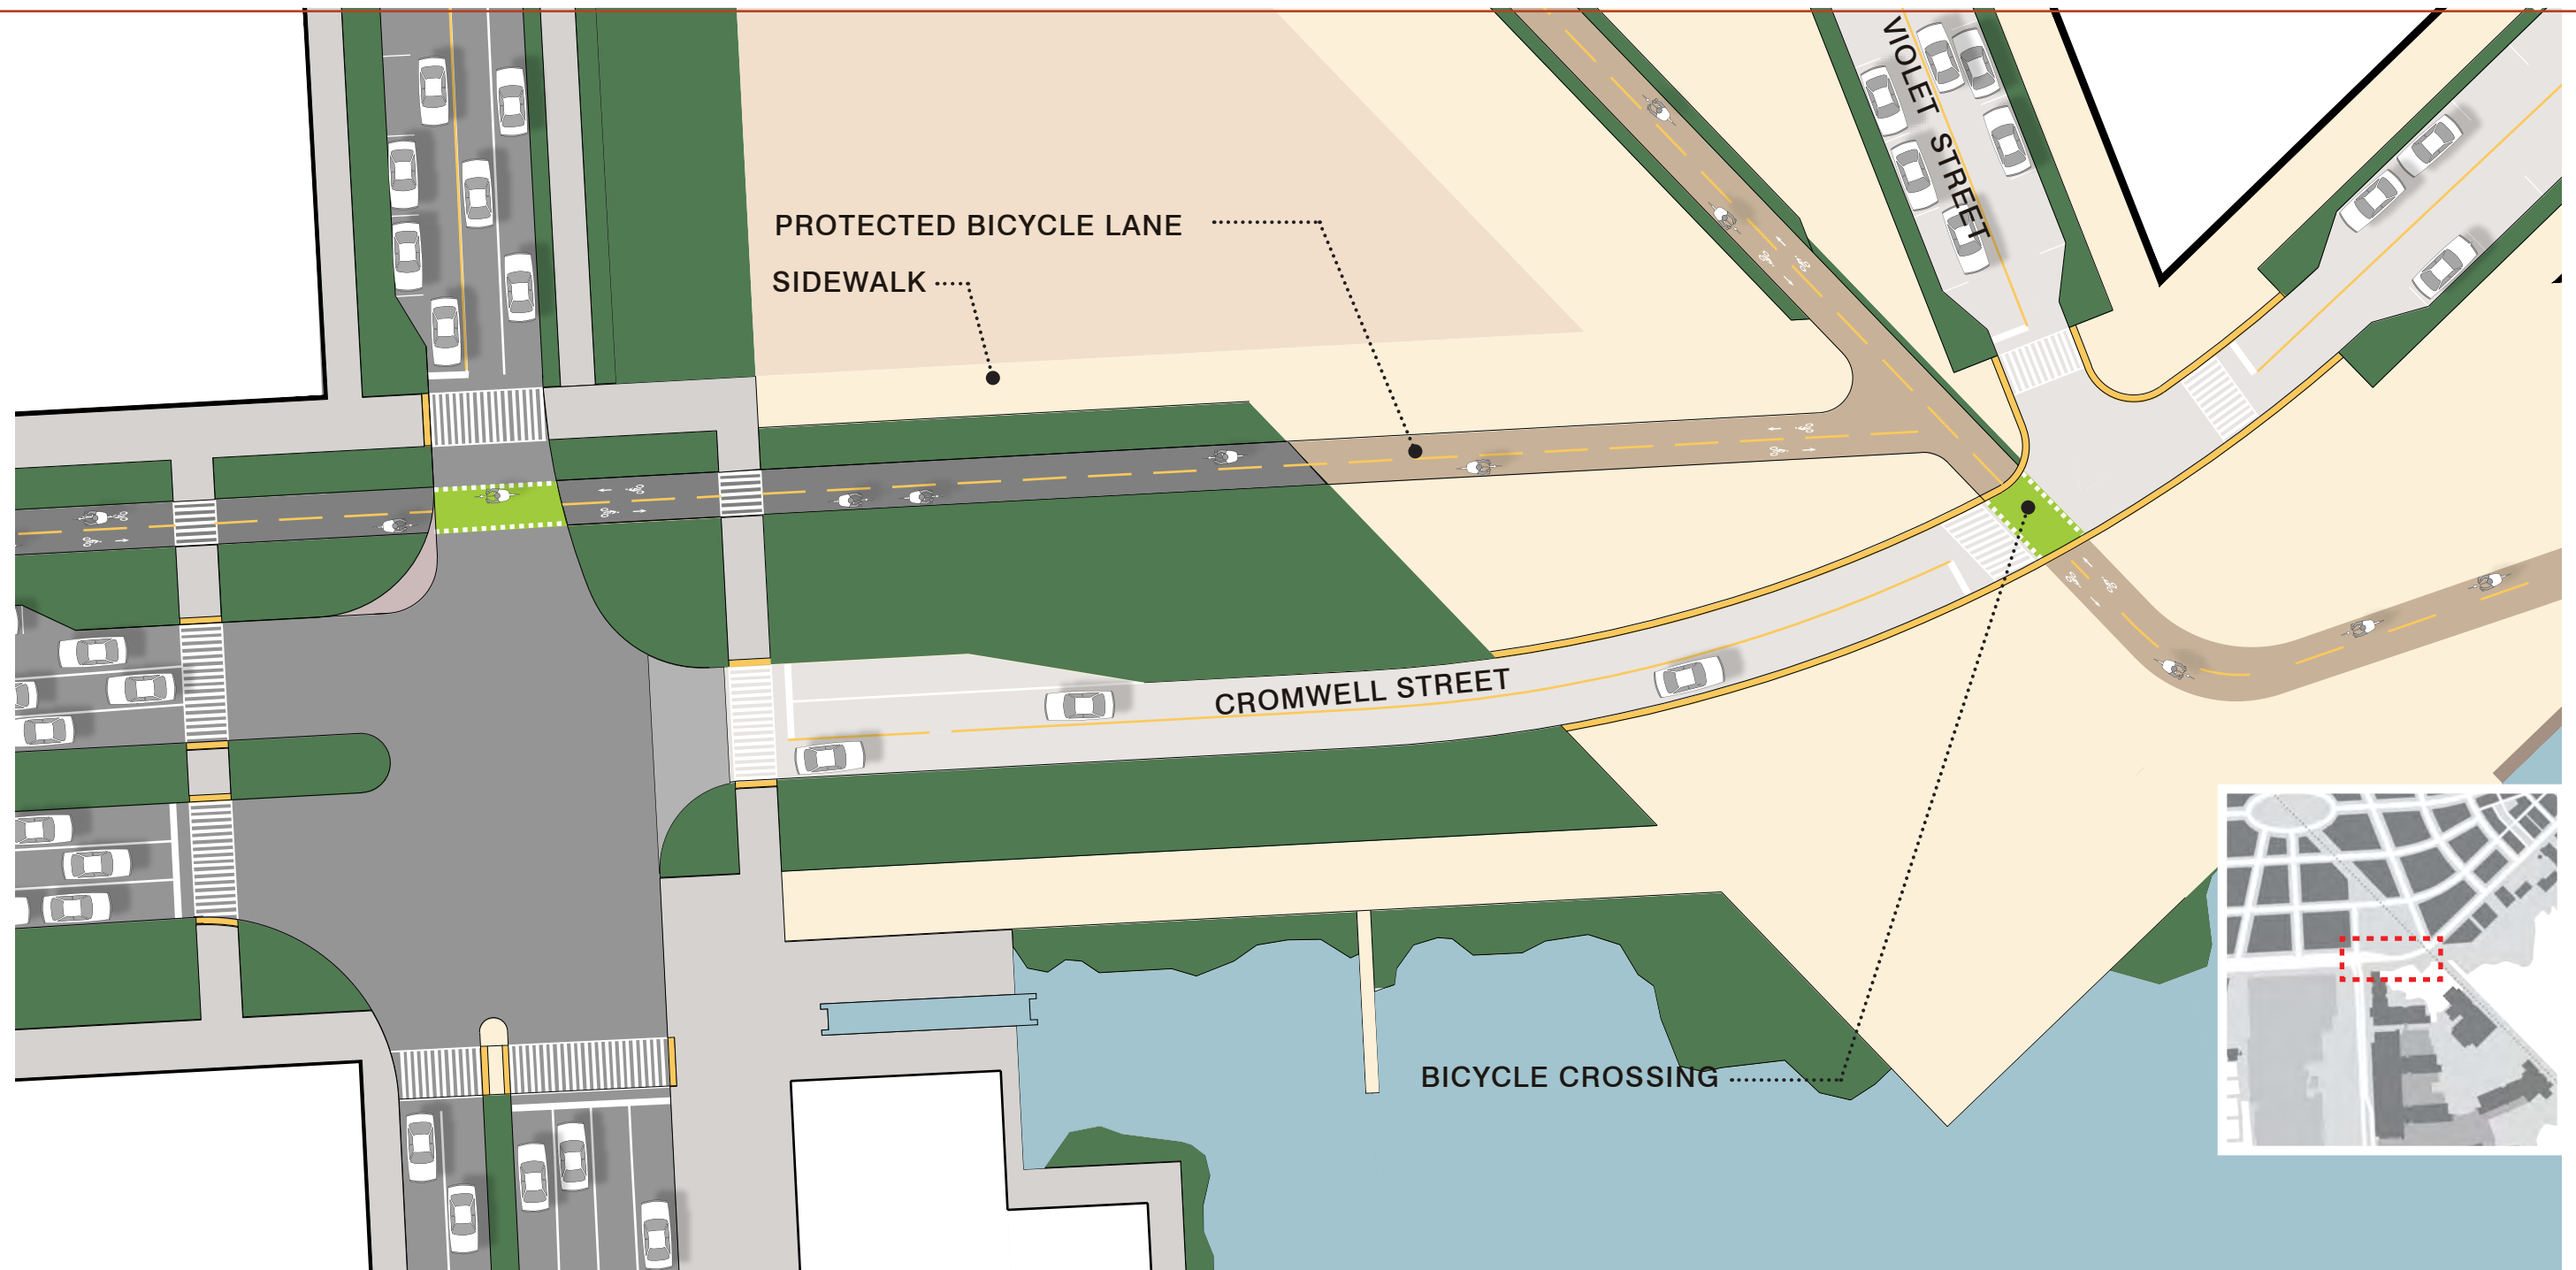 VIOLET STREET
PROTECTED BICYCLE LANE
SIDEWALK
CROMWELL STREET
BICYCLE CROSSING